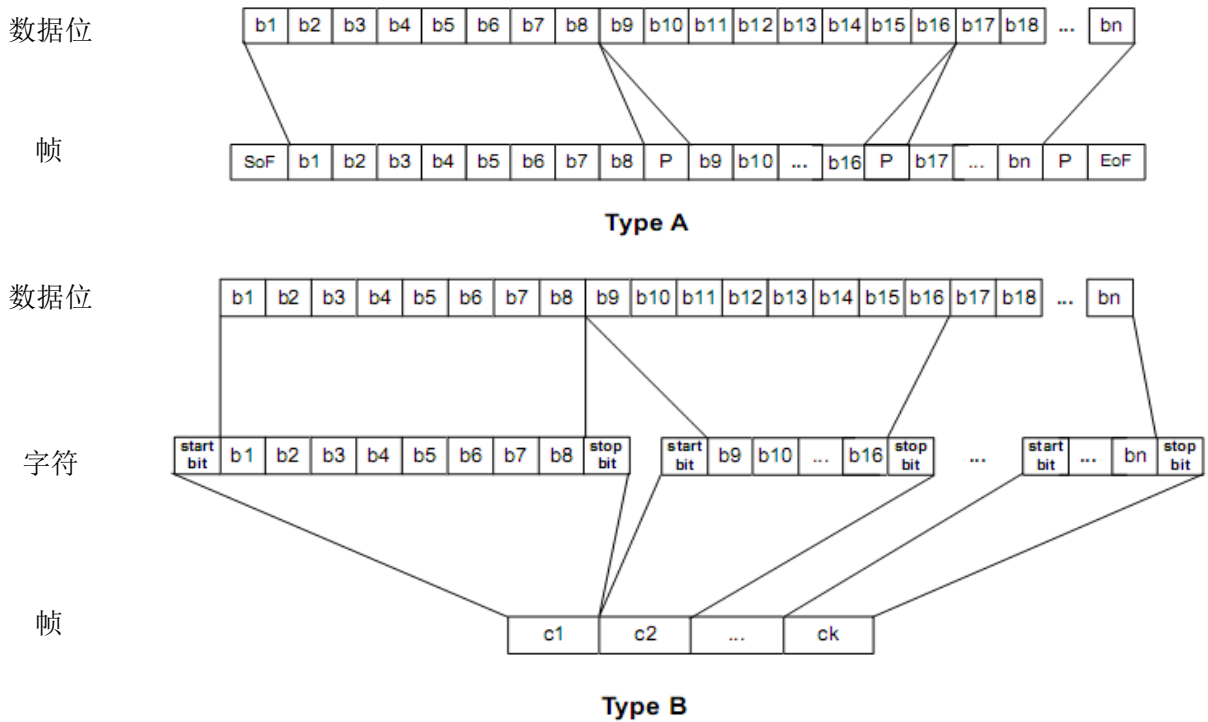 数据位 b1 b2 b3 b4 b5 b6 b7 b8 b9 b10 b11 b12 b13 b14 b15 b16 b17 b18 ... bn
帧 SoF b1 b2 b3 b4 b5 b6 b7 b8 P b9 b10 ... b16 P b17 ... bn P EoF
Type A
数据位 b1 b2 b3 b4 b5 b6 b7 b8 b9 b10 b11 b12 b13 b14 b15 b16 b17 b18 ... bn
字符 start bit b1 b2 b3 b4 b5 b6 b7 b8 stop bit start bit b9 b10 ... b16 stop bit ... start bit ... bn stop bit
帧 c1 c2 ... ck
Type B